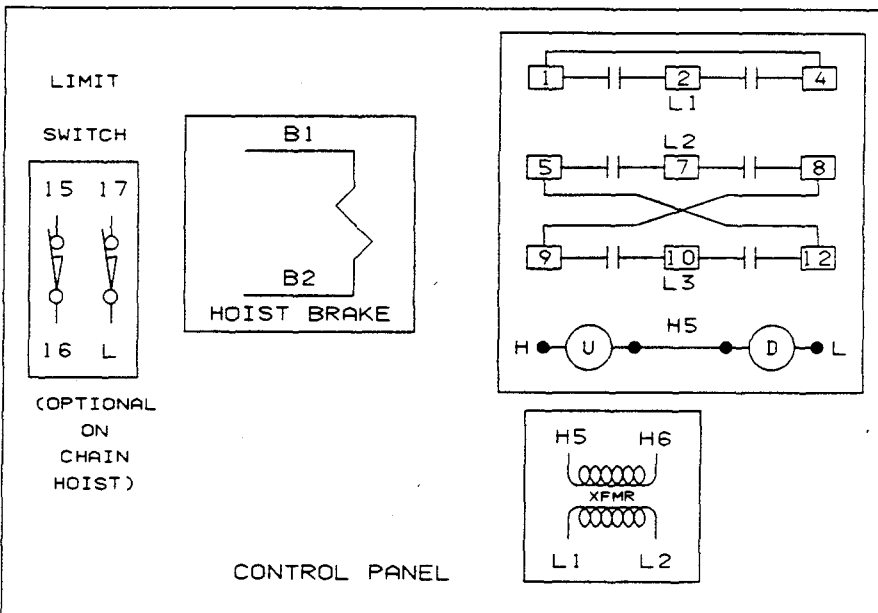 LIMIT
SWITCH
15 17
16 L
(OPTIONAL
ON
CHAIN
HOIST)
B1
B2
HOIST BRAKE
1 2 4
L1
L2
5 7 8
9 10 12
L3
H5
H U D L
H5 H6
XFMR
L1 L2
CONTROL PANEL